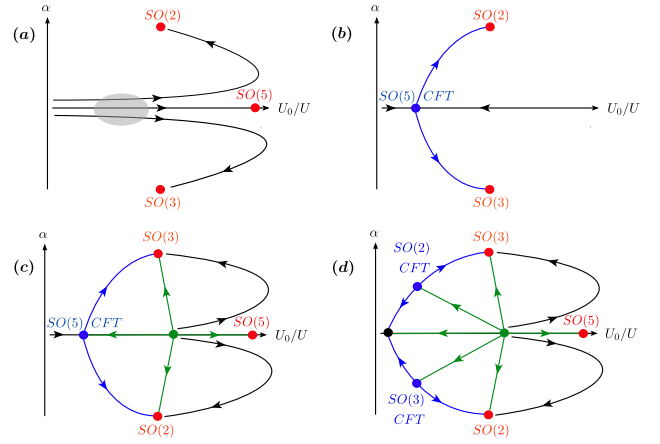 α
(a)
SO(2)
SO(5)
U₀/U
SO(3)
α
(b)
SO(2)
SO(5) CFT
U₀/U
SO(3)
α
(c)
SO(3)
SO(5) CFT
SO(5)
U₀/U
SO(2)
α
(d)
SO(2)
CFT
SO(3)
SO(5)
U₀/U
SO(3)
CFT
SO(2)